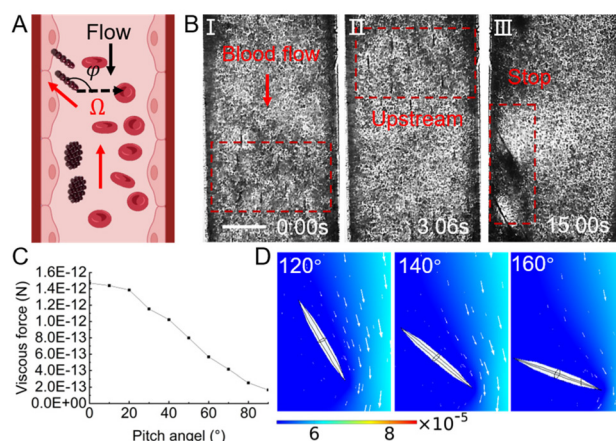 A
Flow
φ
Ω
B
I
Blood flow
0.00s
II
Upstream
3.06s
III
Stop
15.00s
C
Viscous force (N)
1.6E-12
1.4E-12
1.2E-12
1.0E-12
8.0E-13
6.0E-13
4.0E-13
2.0E-13
0.0E+00
0 20 40 60 80
Pitch angel (°)
D
120°
140°
160°
6 8 ×10⁻⁵